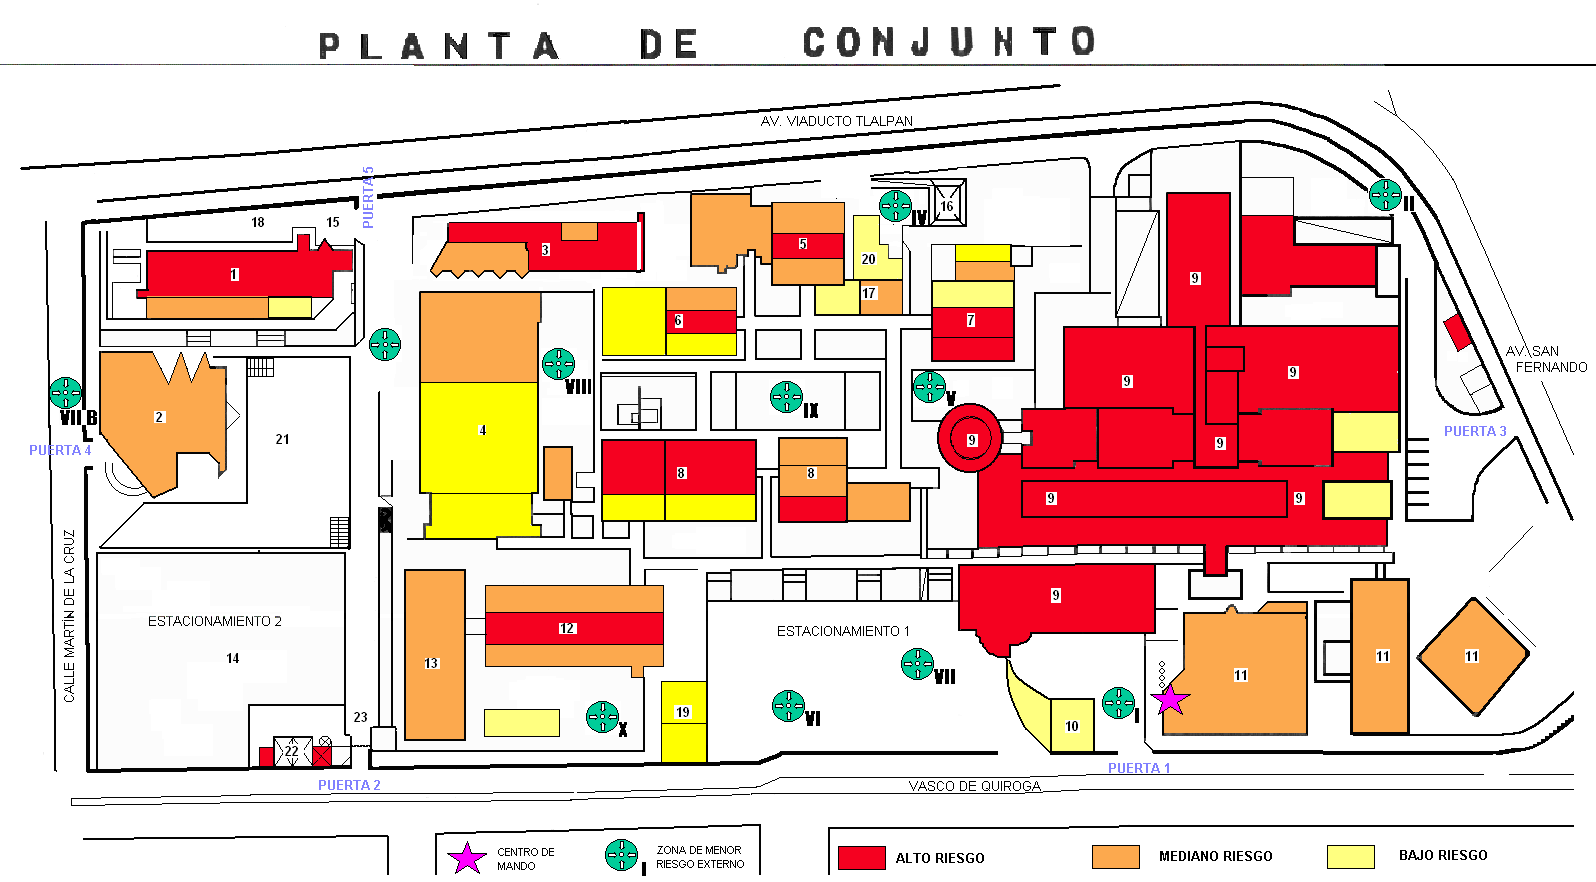 PLANTA DE CONJUNTO
AV. VIADUCTO TLALPAN
PUERTA 5
18
15
16
IV
II
1
3
5
20
17
9
6
7
AV. SAN
FERNANDO
VIII
V
IX
9
9
VII B
2
4
21
9
9
PUERTA 4
PUERTA 3
8
8
9
9
CALLE MARTÍN DE LA CRUZ
ESTACIONAMIENTO 2
14
13
12
ESTACIONAMIENTO 1
9
11
11
11
VII
VI
I
X
19
10
23
22
PUERTA 2
PUERTA 1
VASCO DE QUIROGA
CENTRO DE
MANDO
ZONA DE MENOR
RIESGO EXTERNO
I
ALTO RIESGO
MEDIANO RIESGO
BAJO RIESGO